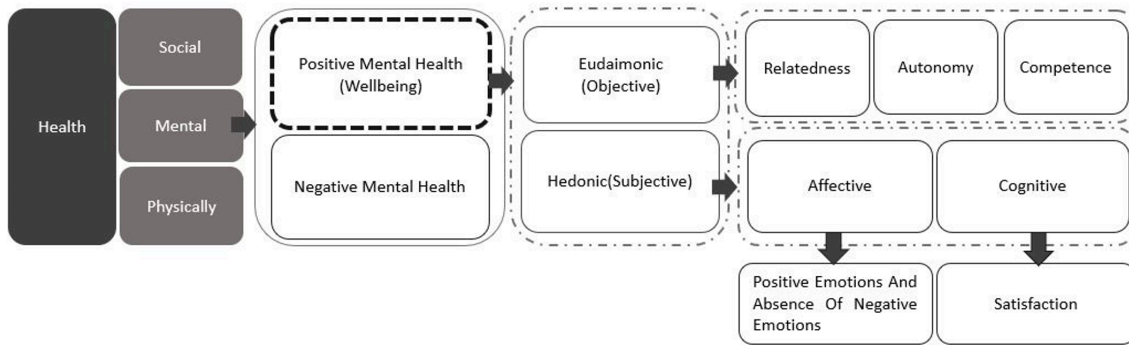 Health
Social
Mental
Physically
Positive Mental Health
(Wellbeing)
Negative Mental Health
Eudaimonic
(Objective)
Hedonic(Subjective)
Relatedness
Autonomy
Competence
Affective
Cognitive
Positive Emotions And
Absence Of Negative
Emotions
Satisfaction